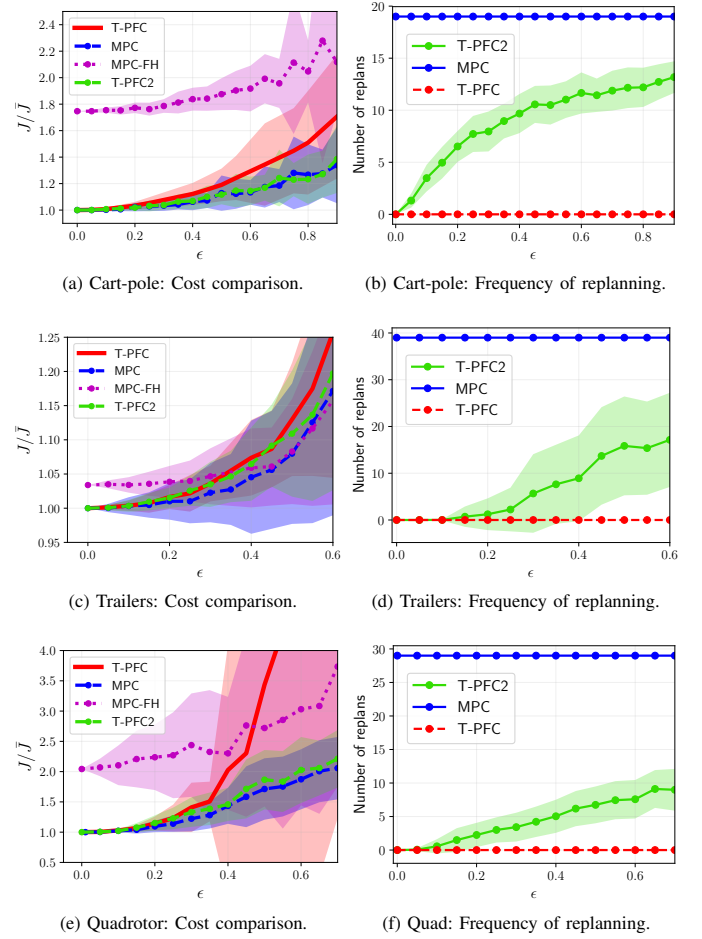 2.4
2.2
2.0
1.8
1.6
1.4
1.2
1.0
J/J̄
T-PFC
MPC
MPC-FH
T-PFC2
0.0 0.2 0.4 0.6 0.8
ϵ
(a) Cart-pole: Cost comparison.
20
15
10
5
0
Number of replans
T-PFC2
MPC
T-PFC
0.0 0.2 0.4 0.6 0.8
ϵ
(b) Cart-pole: Frequency of replanning.
1.25
1.20
1.15
1.10
1.05
1.00
0.95
J/J̄
T-PFC
MPC
MPC-FH
T-PFC2
0.0 0.2 0.4 0.6
ϵ
(c) Trailers: Cost comparison.
40
30
20
10
0
Number of replans
T-PFC2
MPC
T-PFC
0.0 0.1 0.2 0.3 0.4 0.5 0.6
ϵ
(d) Trailers: Frequency of replanning.
4.0
3.5
3.0
2.5
2.0
1.5
1.0
0.5
J/J̄
T-PFC
MPC
MPC-FH
T-PFC2
0.0 0.2 0.4 0.6
ϵ
(e) Quadrotor: Cost comparison.
30
25
20
15
10
5
0
Number of replans
T-PFC2
MPC
T-PFC
0.0 0.2 0.4 0.6
ϵ
(f) Quad: Frequency of replanning.